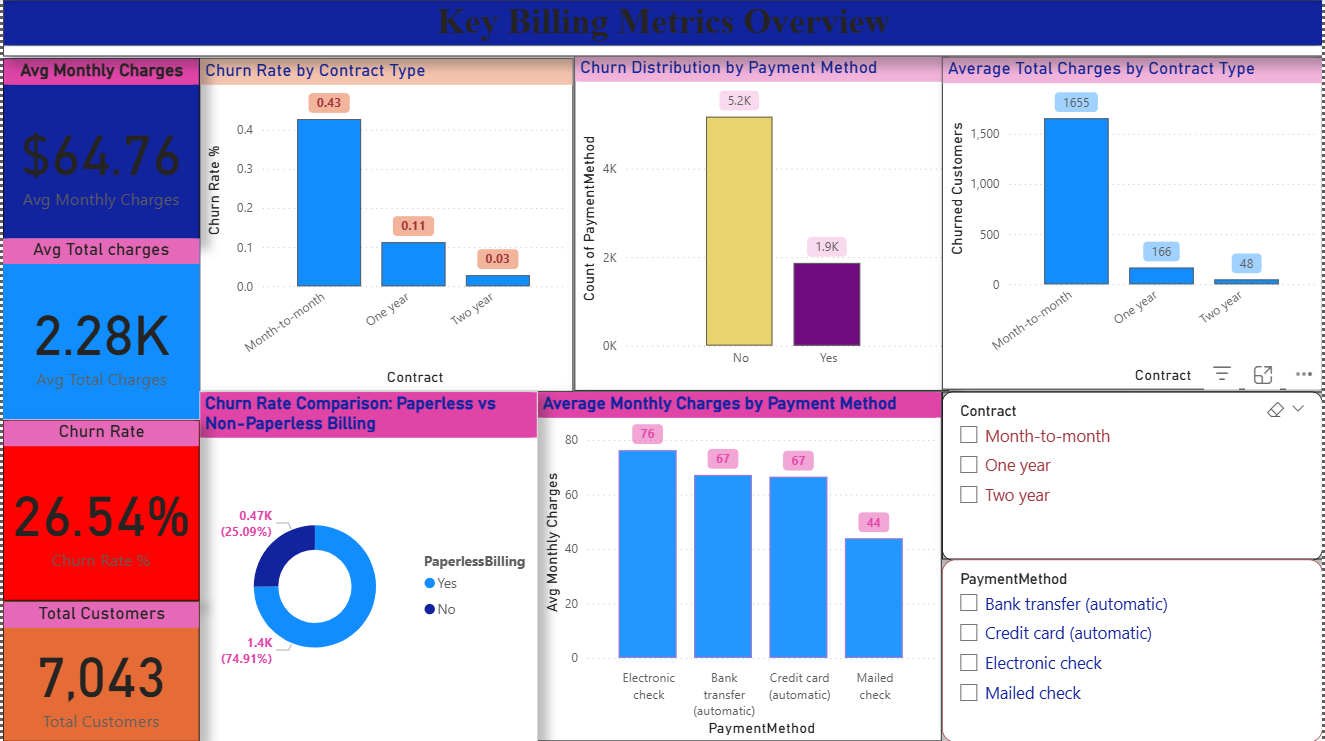 Key Billing Metrics Overview
Avg Monthly Charges
$64.76
Avg Monthly Charges
Avg Total charges
2.28K
Avg Total Charges
Churn Rate
26.54%
Churn Rate %
Total Customers
7,043
Total Customers
Churn Rate by Contract Type
Churn Rate %
0.4
0.3
0.2
0.1
0.0
0.43
0.11
0.03
Month-to-month
One year
Two year
Contract
Churn Distribution by Payment Method
Count of PaymentMethod
4K
2K
0K
5.2K
1.9K
No
Yes
Average Total Charges by Contract Type
Churned Customers
1,500
1,000
500
0
1655
166
48
Month-to-month
One year
Two year
Contract
Churn Rate Comparison: Paperless vs
Non-Paperless Billing
0.47K
(25.09%)
1.4K
(74.91%)
PaperlessBilling
Yes
No
Average Monthly Charges by Payment Method
Avg Monthly Charges
80
60
40
20
0
76
67
67
44
Electronic
check
Bank
transfer
(automatic)
Credit card
(automatic)
Mailed
check
PaymentMethod
Contract
Month-to-month
One year
Two year
PaymentMethod
Bank transfer (automatic)
Credit card (automatic)
Electronic check
Mailed check